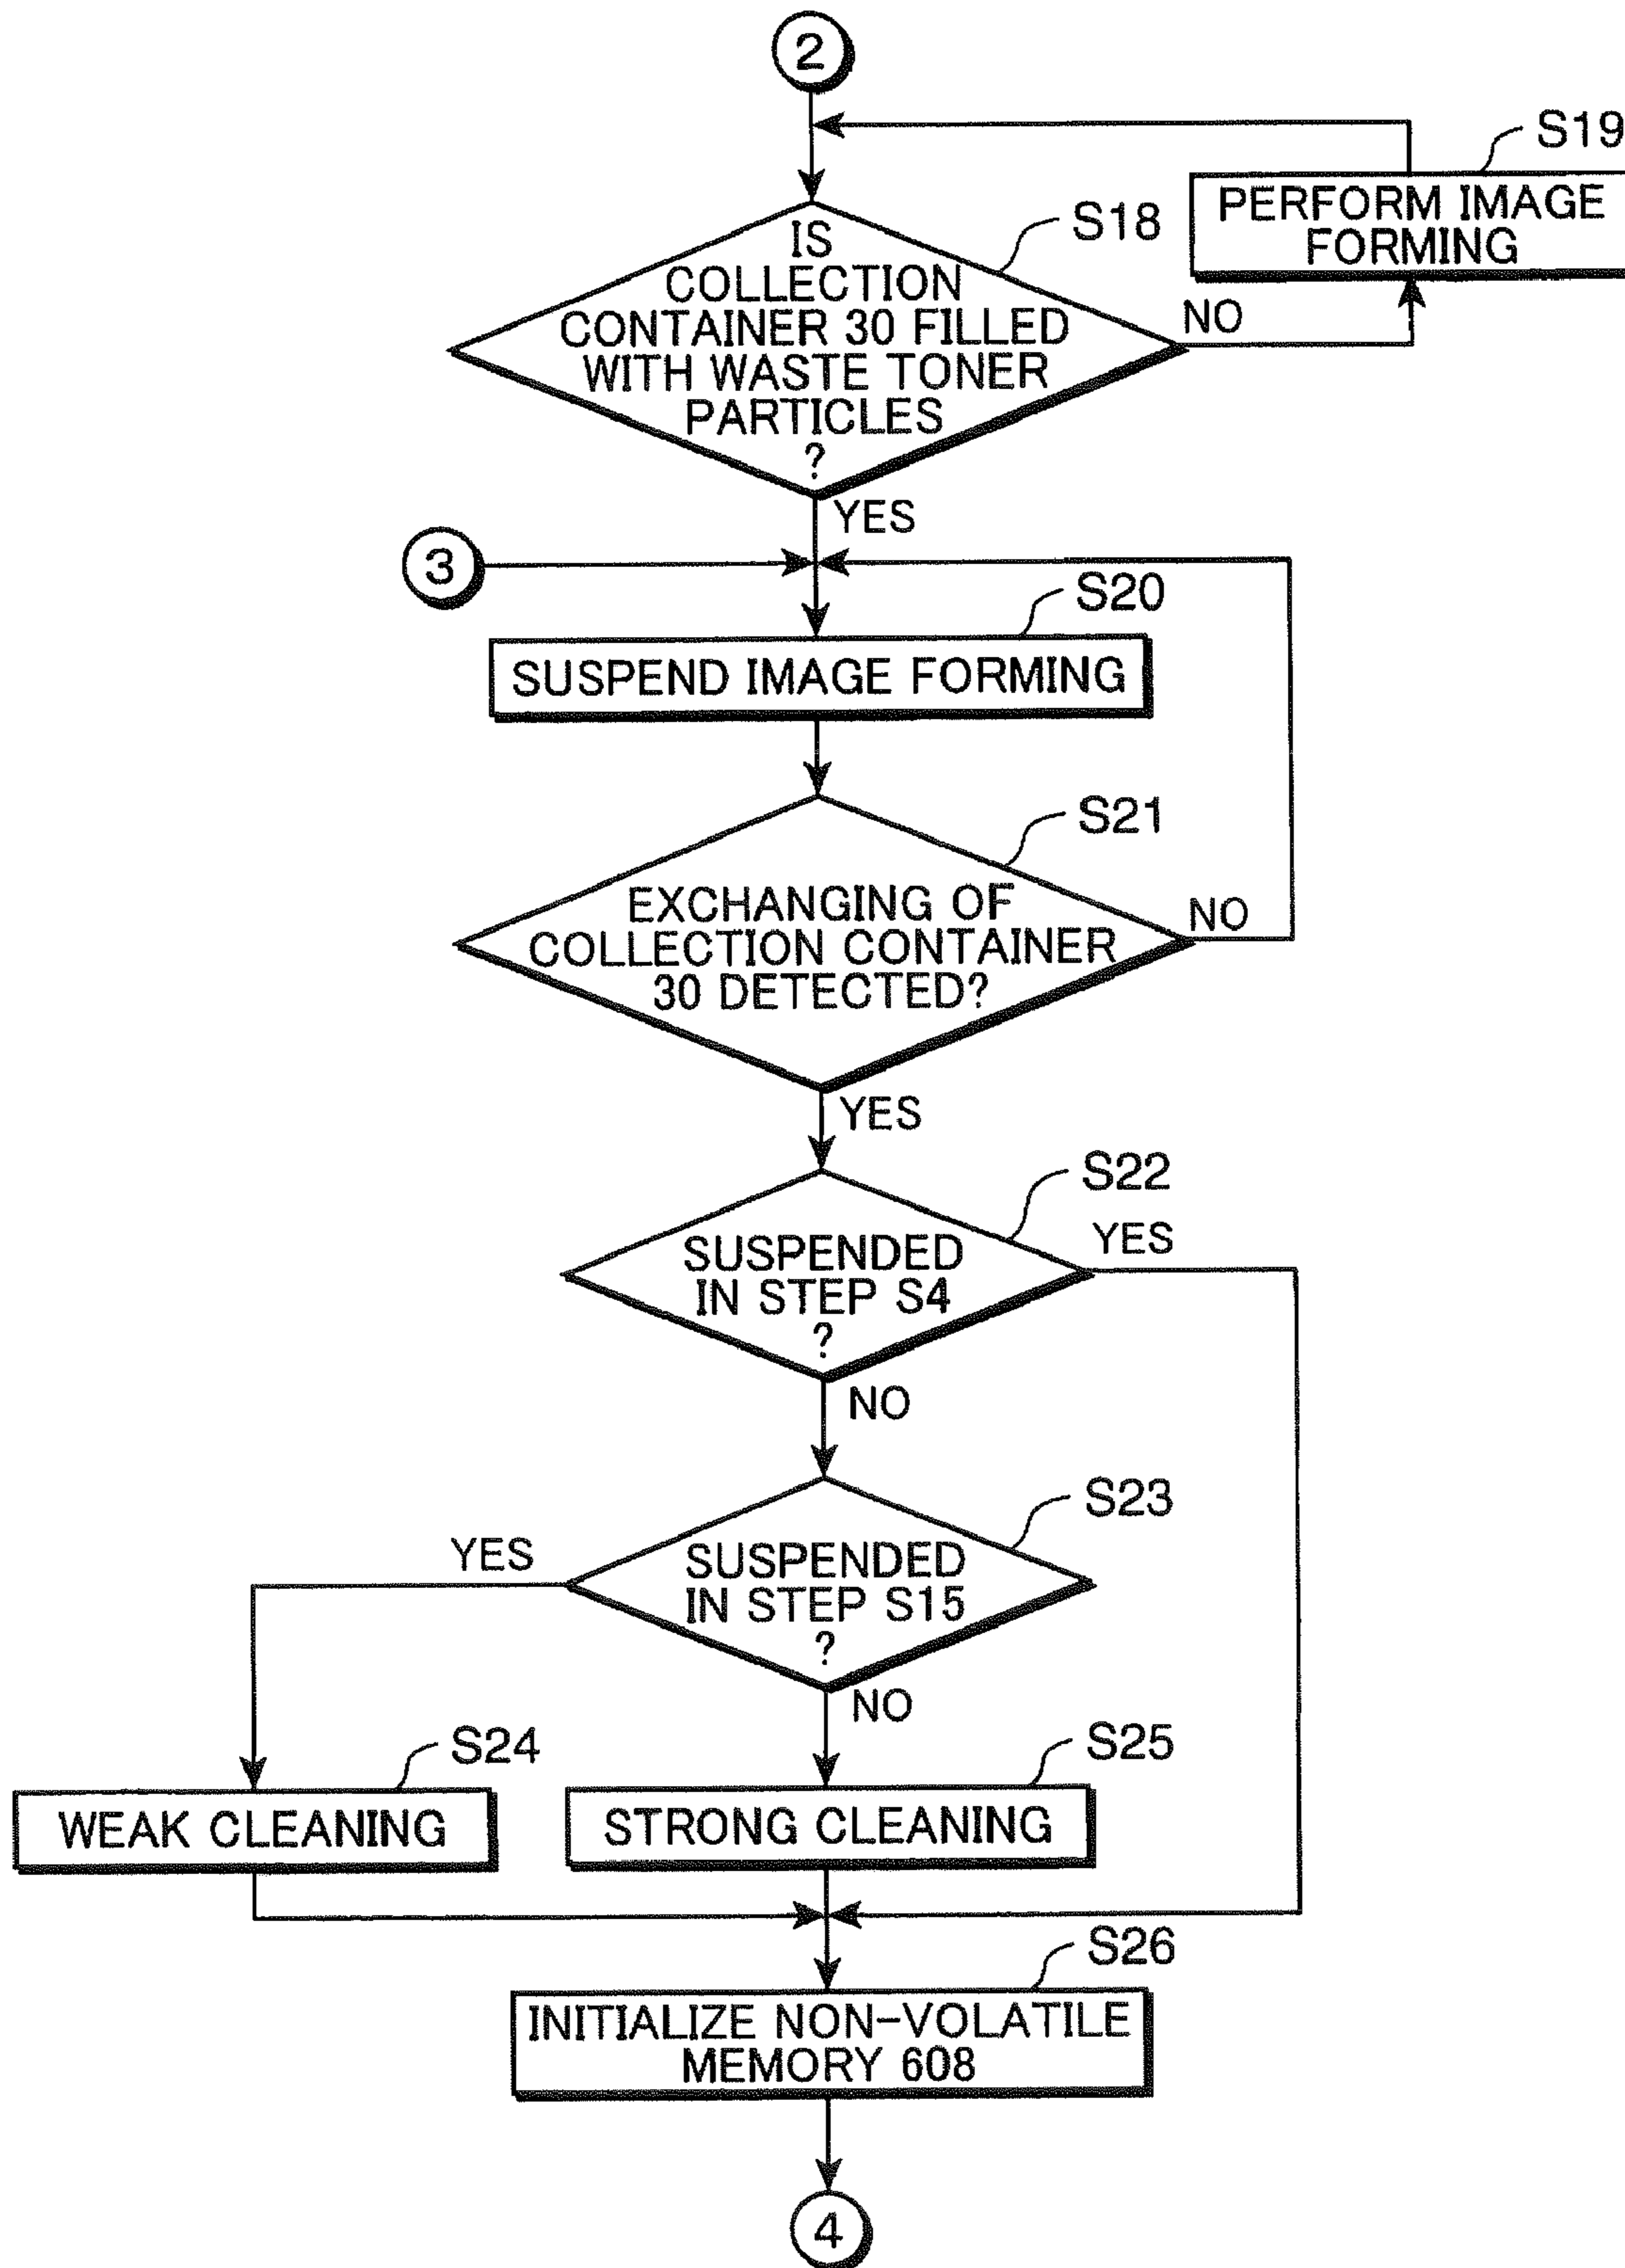 2
S19
PERFORM IMAGE
FORMING
S18
IS
COLLECTION
CONTAINER 30 FILLED
WITH WASTE TONER
PARTICLES
?
NO
YES
3
S20
SUSPEND IMAGE FORMING
S21
EXCHANGING OF
COLLECTION CONTAINER
30 DETECTED?
NO
YES
S22
SUSPENDED
IN STEP S4
?
YES
NO
S23
SUSPENDED
IN STEP S15
?
YES
NO
S24
WEAK CLEANING
S25
STRONG CLEANING
S26
INITIALIZE NON-VOLATILE
MEMORY 608
4